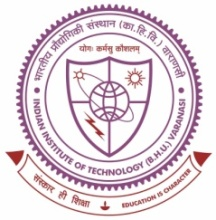 भारतीय प्रौद्योगिकी संस्थान (का.हि.वि.) वाराणसी
योगः कर्मसु कौशलम्
INDIAN INSTITUTE OF TECHNOLOGY (B.H.U.) VARANASI
संस्कार ही शिक्षा
EDUCATION IS CHARACTER